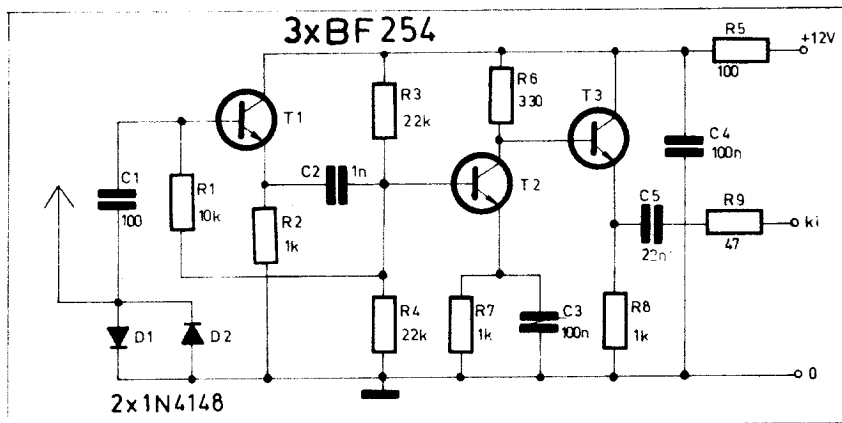 3xBF254
R5
100
+12V
R3
22k
R6
330
T3
T1
C4
100n
C2
1n
C1
100
R1
10k
T2
C5
22n
R9
47
ki
R2
1k
R4
22k
R7
1k
C3
100n
R8
1k
D1
D2
0
2x1N4148